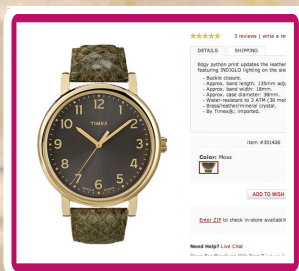 3 reviews | write a re
DETAILS SHIPPING
Edgy python print updates the leather
featuring INDIGLO lighting on the sle
- Buckle closure.
- Approx. band length: 135mm adj
- Approx. band width: 18mm.
- Approx. case diameter: 38mm.
- Water-resistant to 3 ATM (30 met
- Brass/leather/mineral crystal.
- By Timex®; imported.
Item #351426
Color: Moss
ADD TO WISH
Enter ZIP to check in-store availabili
Need Help? Live Chat
TIMEX
12
1
2
3
4
5
6
7
8
9
10
11